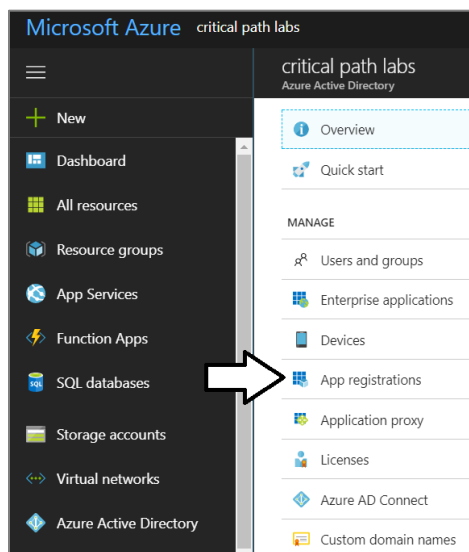 Microsoft Azure critical path labs
critical path labs
Azure Active Directory
New
Dashboard
All resources
Resource groups
App Services
Function Apps
SQL
SQL databases
Storage accounts
Virtual networks
Azure Active Directory
Overview
Quick start
MANAGE
Users and groups
Enterprise applications
Devices
App registrations
Application proxy
Licenses
Azure AD Connect
Custom domain names